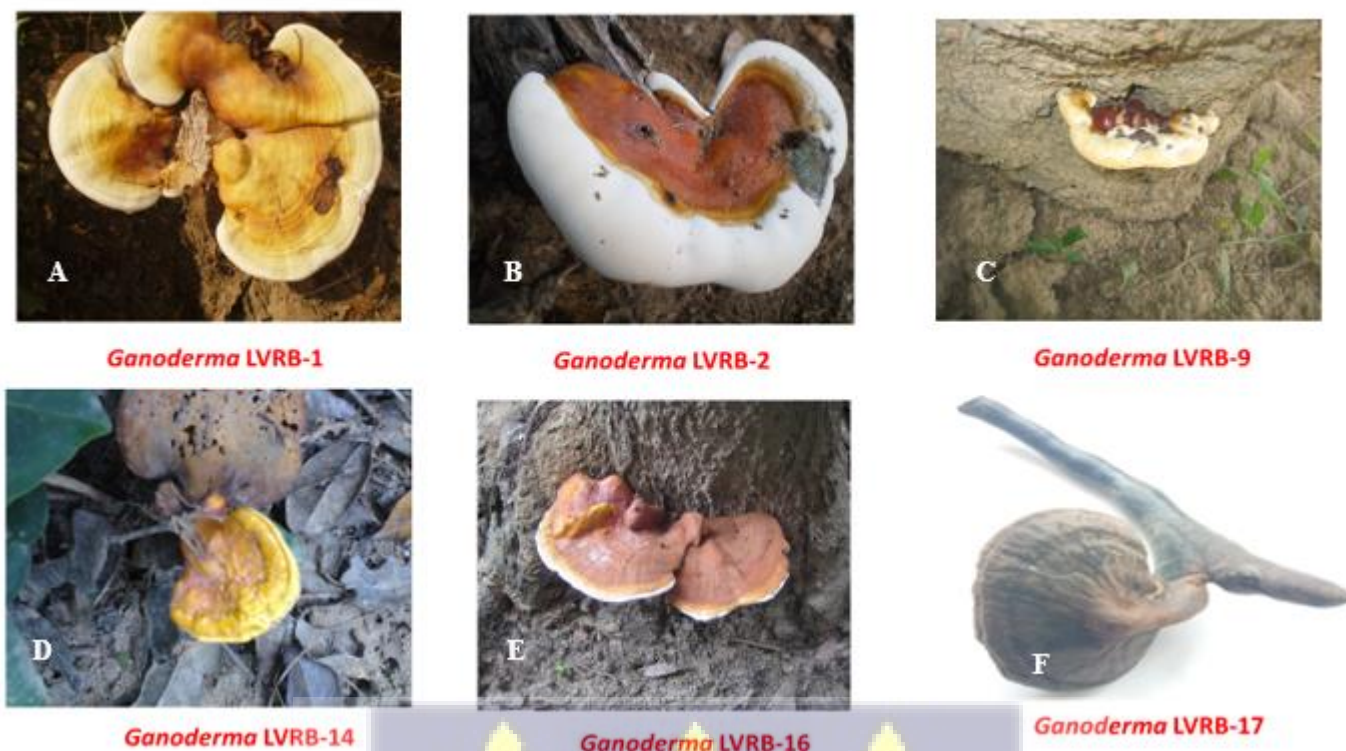 A
B
C
Ganoderma LVRB-1
Ganoderma LVRB-2
Ganoderma LVRB-9
D
E
F
Ganoderma LVRB-14
Ganoderma LVRB-16
Ganoderma LVRB-17